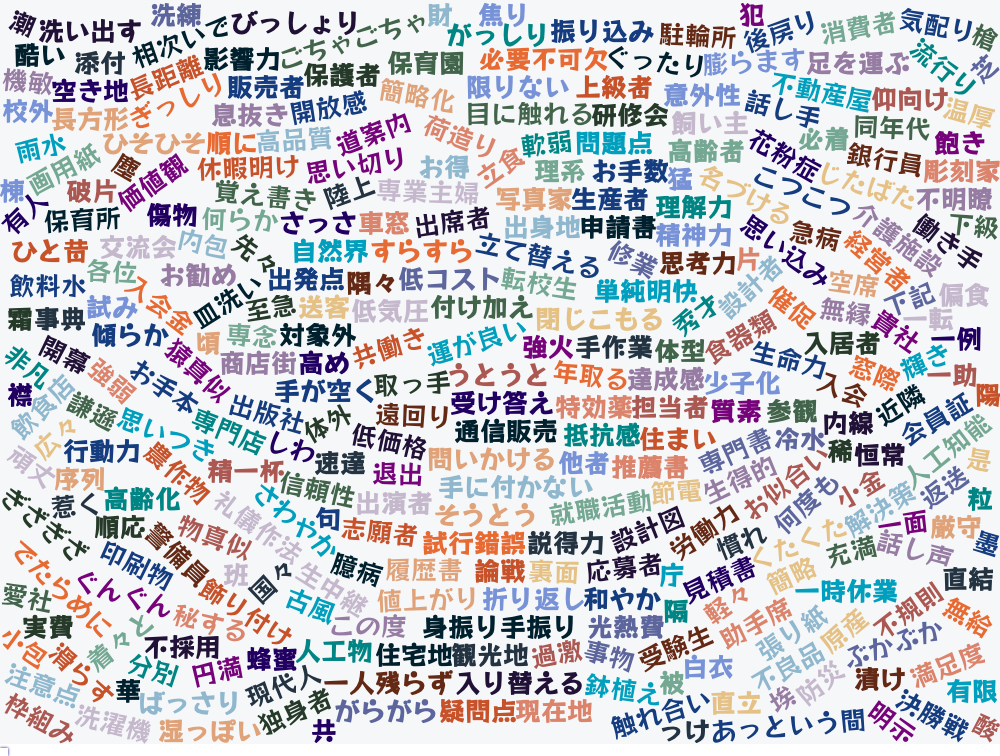 潮 洗い出す 洗練 びっしょり 財 焦り がっしり 振り込み 駐輪所 犯 後戻り 消費者 気配り 槍
酷い 添付 相次いで 影響力 ごちゃごちゃ 保育園 必要不可欠 ぐったり 膨らます 足を運ぶ 流行り
機敏 空き地 長距離 販売者 保護者 簡略化 限りない 上級者 意外性 不動産屋 仰向け 温厚
校外 長方形 ぎっしり 息抜き 開放感 目に触れる 研修会 飼い主 話し手 同年代
雨水 ひそひそ 順に 高品質 道案内 荷造り 軟弱 問題点 高齢者 必着 飽き
画用紙 塵 価値観 休暇明け 思い切り お得 立食 理系 お手数 猛 花粉症 銀行員 彫刻家
棟 破片 覚え書き 陸上 専業主婦 写真家 生産者 理解力 名づける こつこつ じたばた 不明瞭
有人 保育所 傷物 何らか さっさ 車窓 出席者 出身地 申請書 精神力 介護施設 働き手 下級
ひと昔 交流会 内包 先々 自然界 すらすら 立て替える 修業 思考力 片 思い込み 急病 経営者
飲料水 各位 お勧め 出発点 隅々 低コスト 転校生 単純明快 設計者 空席 下記 偏食
霜 事典 試み 入会金 皿洗い 至急 送客 低気圧 付け加え 閉じこもる 秀才 催促 無縁 貴社 一転
傾らか 頃 専念 対象外 共働き 運が良い 強火 手作業 体型 食器類 入居者 一例
非凡 開幕 猿真似 商店街 高め 手が空く 取っ手 うとうと 年取る 達成感 少子化 生命力 窓際 輝き 一助
襟 飲食店 強弱 お手本 出版社 体外 遠回り 受け答え 特効薬 担当者 質素 参観 入会 近隣 陽
広々 謙遜 思いつき 専門店 しわ 低価格 通信販売 抵抗感 住まい 専門書 冷水 内線 稀 会員証
頑丈 行動力 農作物 精一杯 速達 退出 問いかける 他者 推薦書 生得的 お似合い 恒常 人工知能 是
序列 惹く 高齢化 礼儀作法 さわやか 信頼性 出演者 手に付かない 就職活動 節電 何度も 小金 解決策 返送 粒
ぎざぎざ 順応 物真似 句 志願者 そうとう 設計図 労働力 慣れ くたくた 充満 一面 厳守 墨
でたらめに 印刷物 警備員 班 困々 生中継 臆病 試行錯誤 説得力 履歴書 論戦 裏面 応募者 庁 見積書 簡略 話し声 直結
愛社 ぐんぐん 飾り付け 古風 値上がり 折り返し 和やか 隔 軽々 一時休業 不規則 無給
実費 着々と 秘する この度 身振り手振り 光熱費 受験生 助手席 張り紙 原産 ぷかぷか
小包 滑らす 不採用 分別 円満 蜂蜜 人工物 住宅地 観光地 過激 事物 白衣 不良品 防災 漬け 満足度
注意点 華 ばっさり 現代人 一人残らず 入り替える 鉢植え 被 直立 埃 有限
枠組み 洗濯機 湿っぽい 独身者 共 がらがら 疑問点 現在地 触れ合い つけ あっという間 明示 決勝戦 酸